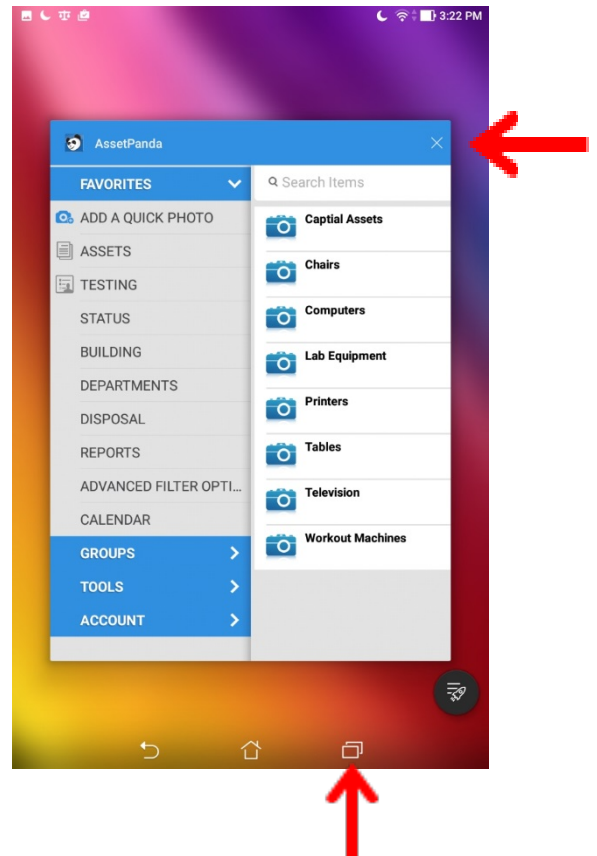 3:22 PM
AssetPanda
FAVORITES
Search Items
ADD A QUICK PHOTO
ASSETS
TESTING
STATUS
BUILDING
DEPARTMENTS
DISPOSAL
REPORTS
ADVANCED FILTER OPTI...
CALENDAR
GROUPS
TOOLS
ACCOUNT
Captial Assets
Chairs
Computers
Lab Equipment
Printers
Tables
Television
Workout Machines